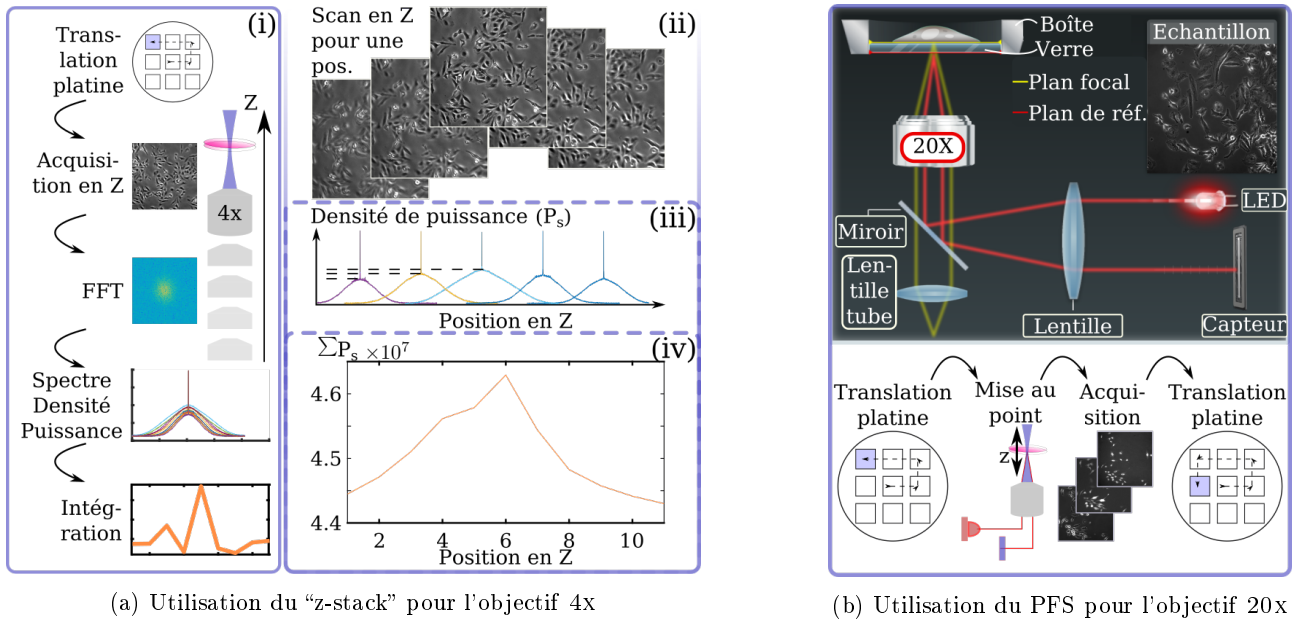 (i)
Trans-
lation
platine
Z
Acquisi-
tion en Z
4x
FFT
Spectre
Densité
Puissance
Intég-
ration
Scan en Z
pour une
pos.
(ii)
Densité de puissance (Pₛ)
(iii)
Position en Z
∑Pₛ ×10⁷
(iv)
4.6
4.5
4.4
2 4 6 8 10
Position en Z
(a) Utilisation du “z-stack” pour l'objectif 4x
Boîte
Verre
Echantillon
Plan focal
Plan de réf.
20X
LED
Miroir
Len-
tille
tube
Lentille
Capteur
Translation
platine
Mise au
point
Acqui-
sition
Translation
platine
z
(b) Utilisation du PFS pour l'objectif 20x